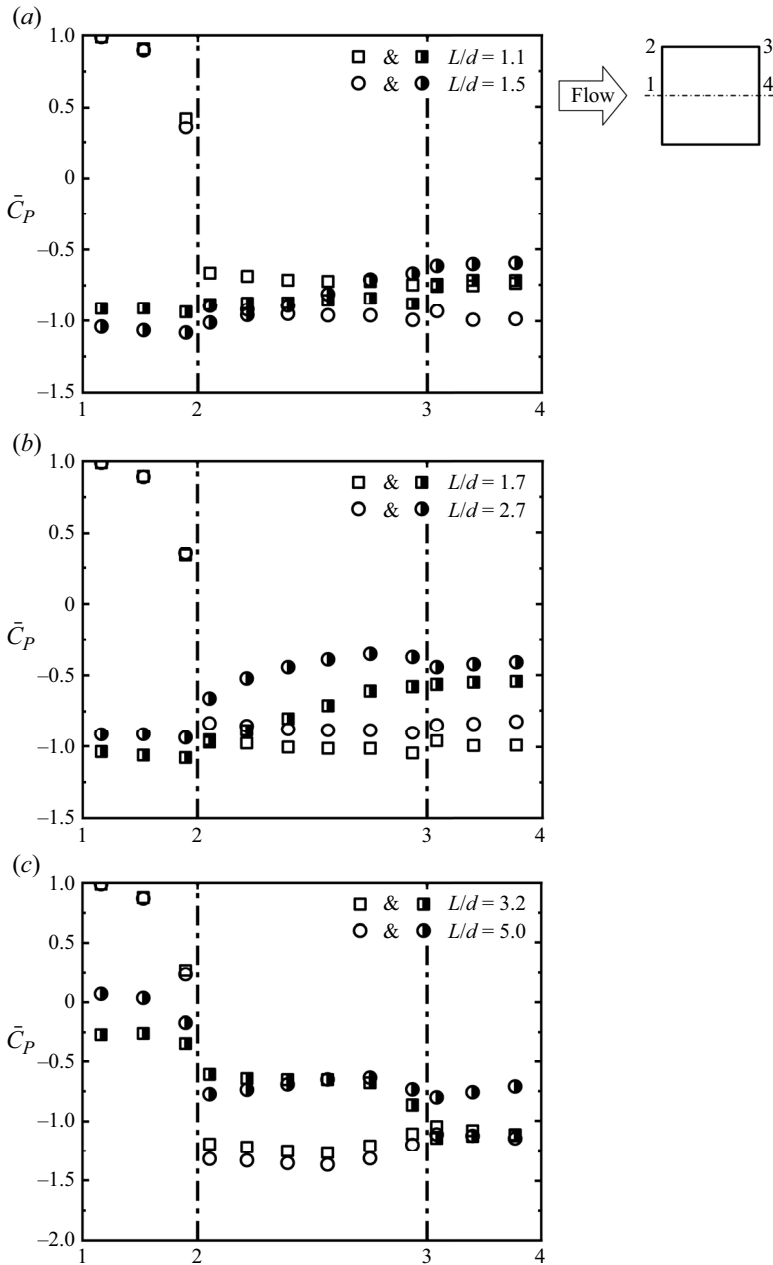 (a)
1.0
0.5
0
–0.5
–1.0
–1.5
C̄P
1 2 3 4
& L/d = 1.1
& L/d = 1.5
Flow
2 3
1 4
(b)
1.0
0.5
0
–0.5
–1.0
–1.5
C̄P
1 2 3 4
& L/d = 1.7
& L/d = 2.7
(c)
1.0
0.5
0
–0.5
–1.0
–1.5
–2.0
C̄P
1 2 3 4
& L/d = 3.2
& L/d = 5.0